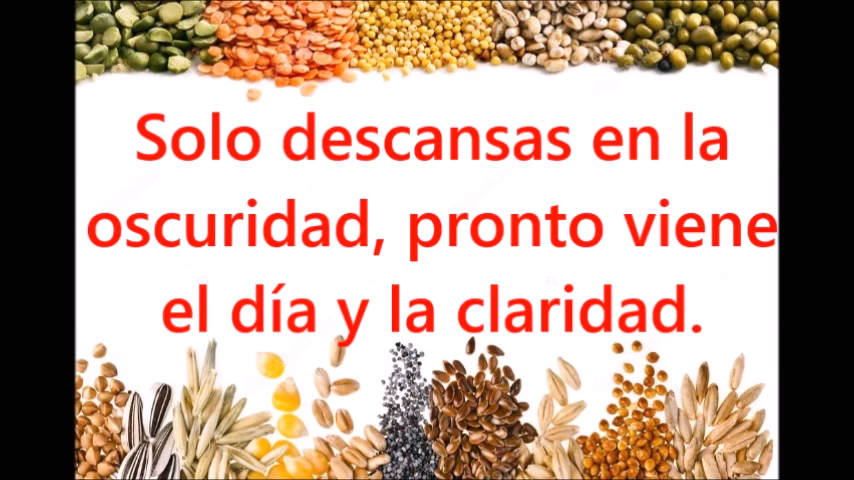 Solo descansas en la
oscuridad, pronto viene
el día y la claridad.